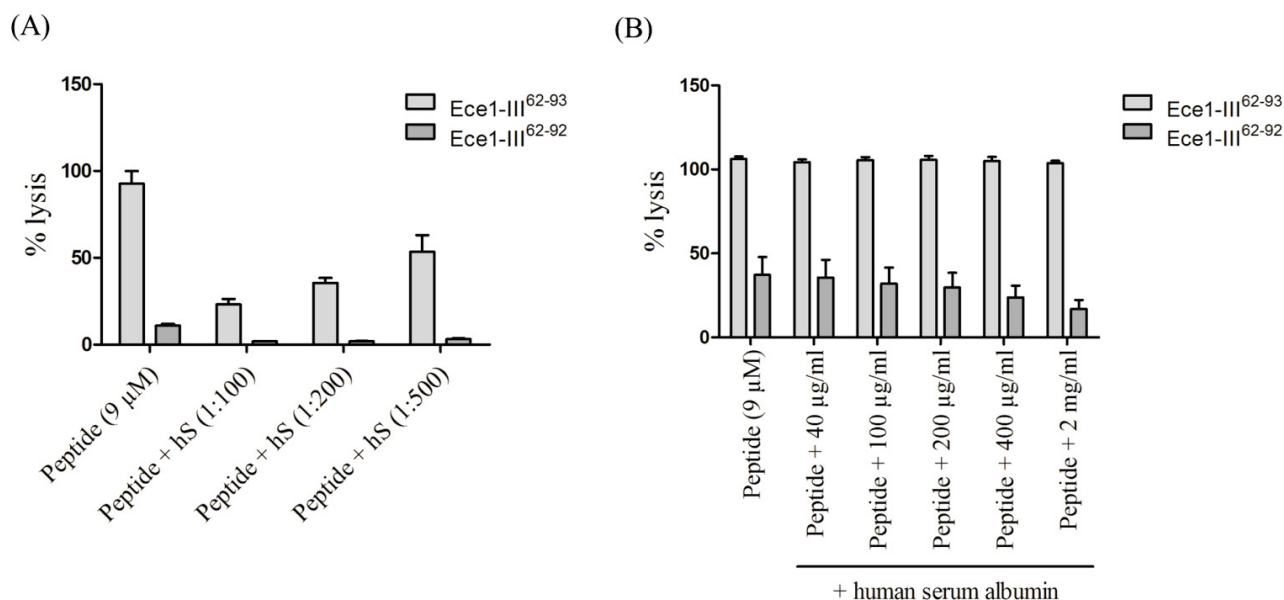 (A)
% lysis
150
100
50
0
Ece1-III62-93
Ece1-III62-92
Peptide (9 µM)
Peptide + hS (1:100)
Peptide + hS (1:200)
Peptide + hS (1:500)
(B)
% lysis
150
100
50
0
Ece1-III62-93
Ece1-III62-92
Peptide (9 µM)
Peptide + 40 µg/ml
Peptide + 100 µg/ml
Peptide + 200 µg/ml
Peptide + 400 µg/ml
Peptide + 2 mg/ml
+ human serum albumin